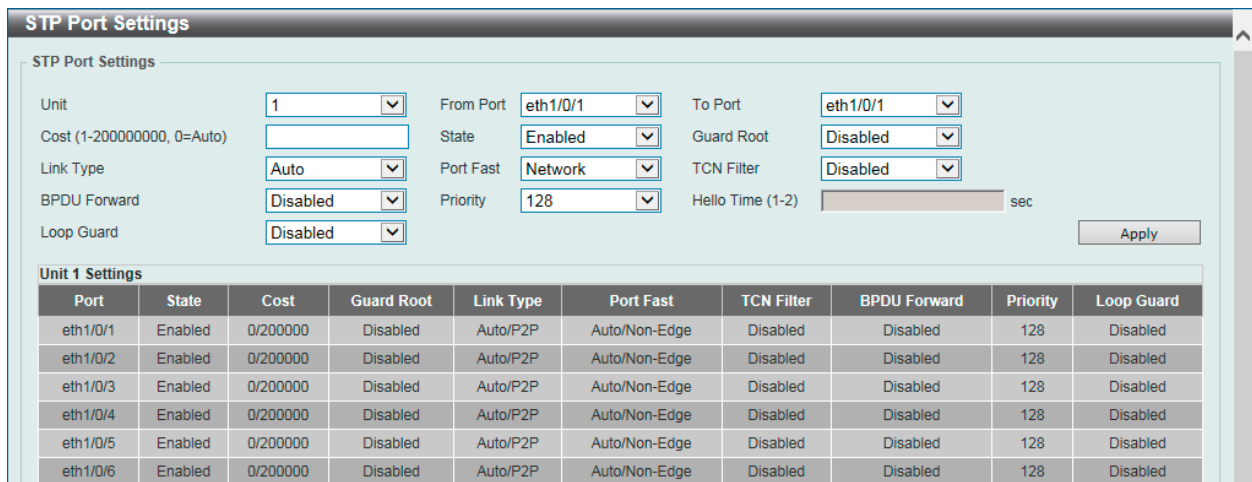 STP Port Settings
STP Port Settings
Unit 1 From Port eth1/0/1 To Port eth1/0/1
Cost (1-200000000, 0=Auto) State Enabled Guard Root Disabled
Link Type Auto Port Fast Network TCN Filter Disabled
BPDU Forward Disabled Priority 128 Hello Time (1-2) sec
Loop Guard Disabled Apply
Unit 1 Settings
Port State Cost Guard Root Link Type Port Fast TCN Filter BPDU Forward Priority Loop Guard
eth1/0/1 Enabled 0/200000 Disabled Auto/P2P Auto/Non-Edge Disabled Disabled 128 Disabled
eth1/0/2 Enabled 0/200000 Disabled Auto/P2P Auto/Non-Edge Disabled Disabled 128 Disabled
eth1/0/3 Enabled 0/200000 Disabled Auto/P2P Auto/Non-Edge Disabled Disabled 128 Disabled
eth1/0/4 Enabled 0/200000 Disabled Auto/P2P Auto/Non-Edge Disabled Disabled 128 Disabled
eth1/0/5 Enabled 0/200000 Disabled Auto/P2P Auto/Non-Edge Disabled Disabled 128 Disabled
eth1/0/6 Enabled 0/200000 Disabled Auto/P2P Auto/Non-Edge Disabled Disabled 128 Disabled